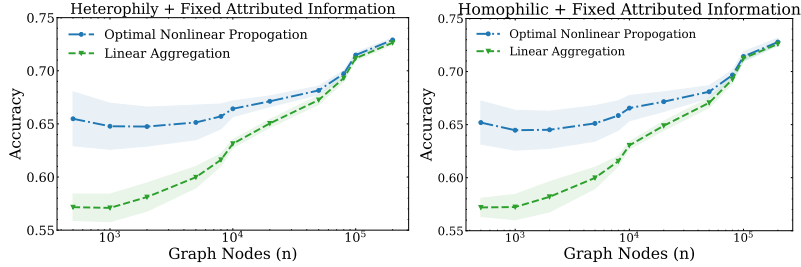 Heterophily + Fixed Attributed Information
0.75
0.70
0.65
0.60
0.55
Accuracy
Optimal Nonlinear Propogation
Linear Aggregation
10³
10⁴
10⁵
Graph Nodes (n)
Homophilic + Fixed Attributed Information
0.75
0.70
0.65
0.60
0.55
Accuracy
Optimal Nonlinear Propogation
Linear Aggregation
10³
10⁴
10⁵
Graph Nodes (n)